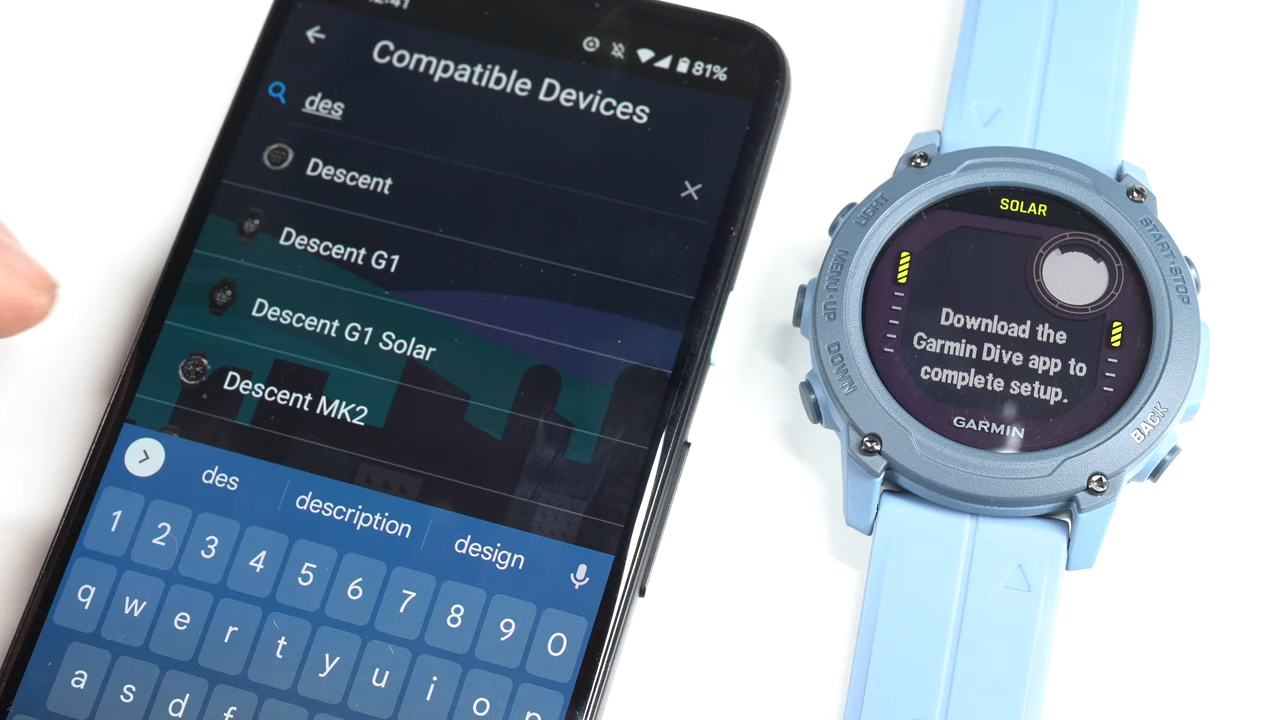 12:41
81%
Compatible Devices
des
Descent
Descent G1
Descent G1 Solar
Descent MK2
des description design
1 2 3 4 5 6 7 8 9 0
q w e r t y u i o p
a s d f
LIGHT
MENU·UP
DOWN
START·STOP
BACK
SOLAR
Download the
Garmin Dive app to
complete setup.
GARMIN